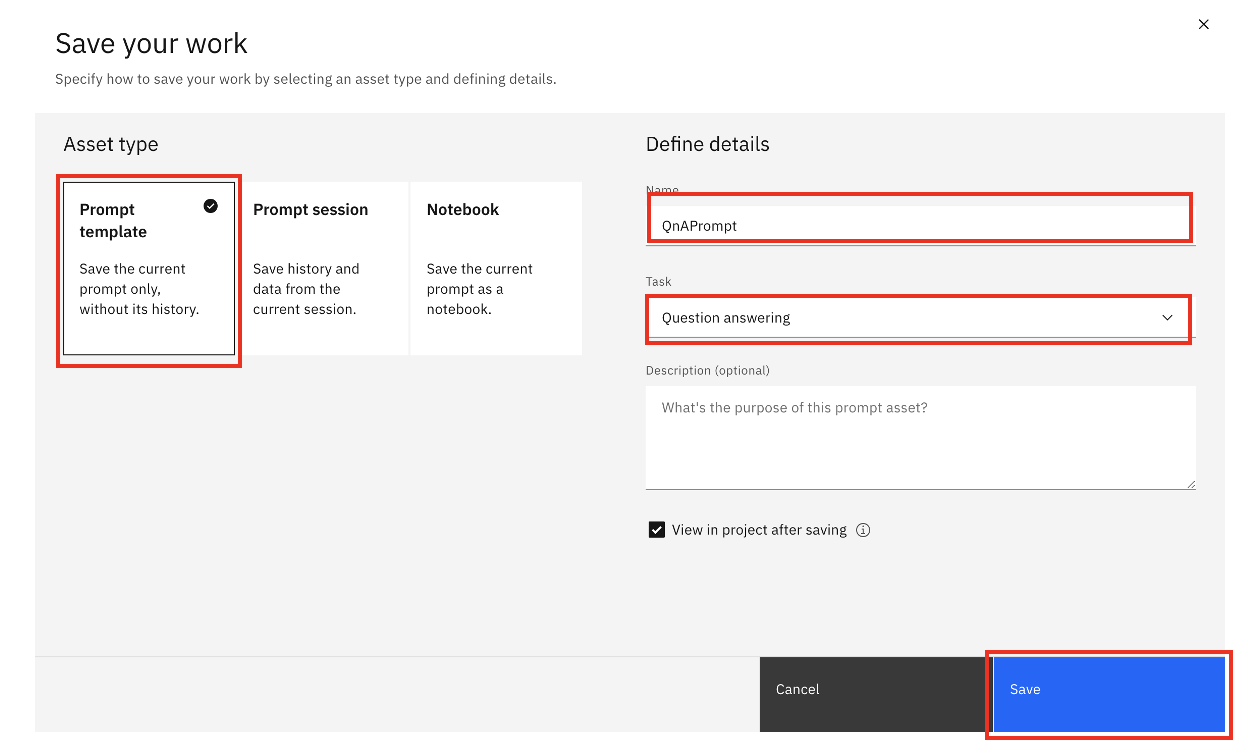 Save your work
Specify how to save your work by selecting an asset type and defining details.
Asset type
Prompt
template
Save the current
prompt only,
without its history.
Prompt session
Save history and
data from the
current session.
Notebook
Save the current
prompt as a
notebook.
Define details
Name
QnAPrompt
Task
Question answering
Description (optional)
What's the purpose of this prompt asset?
View in project after saving
Cancel
Save